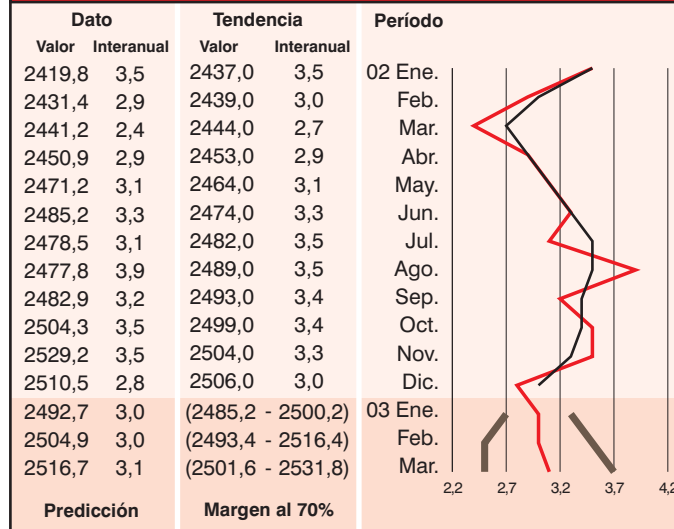 Dato Tendencia Período
Valor Interanual Valor Interanual
2419,8 3,5 2437,0 3,5 02 Ene.
2431,4 2,9 2439,0 3,0 Feb.
2441,2 2,4 2444,0 2,7 Mar.
2450,9 2,9 2453,0 2,9 Abr.
2471,2 3,1 2464,0 3,1 May.
2485,2 3,3 2474,0 3,3 Jun.
2478,5 3,1 2482,0 3,5 Jul.
2477,8 3,9 2489,0 3,5 Ago.
2482,9 3,2 2493,0 3,4 Sep.
2504,3 3,5 2499,0 3,4 Oct.
2529,2 3,5 2504,0 3,3 Nov.
2510,5 2,8 2506,0 3,0 Dic.
2492,7 3,0 (2485,2 - 2500,2) 03 Ene.
2504,9 3,0 (2493,4 - 2516,4) Feb.
2516,7 3,1 (2501,6 - 2531,8) Mar.
2,2 2,7 3,2 3,7 4,2
Predicción Margen al 70%